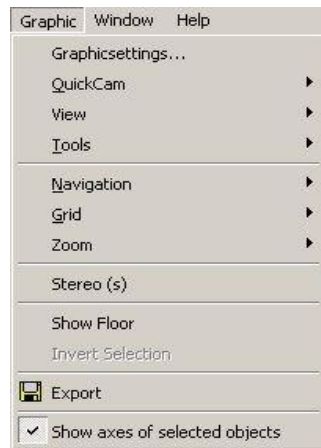 Graphic Window Help
Graphicsettings...
QuickCam
View
Tools
Navigation
Grid
Zoom
Stereo (s)
Show Floor
Invert Selection
Export
Show axes of selected objects